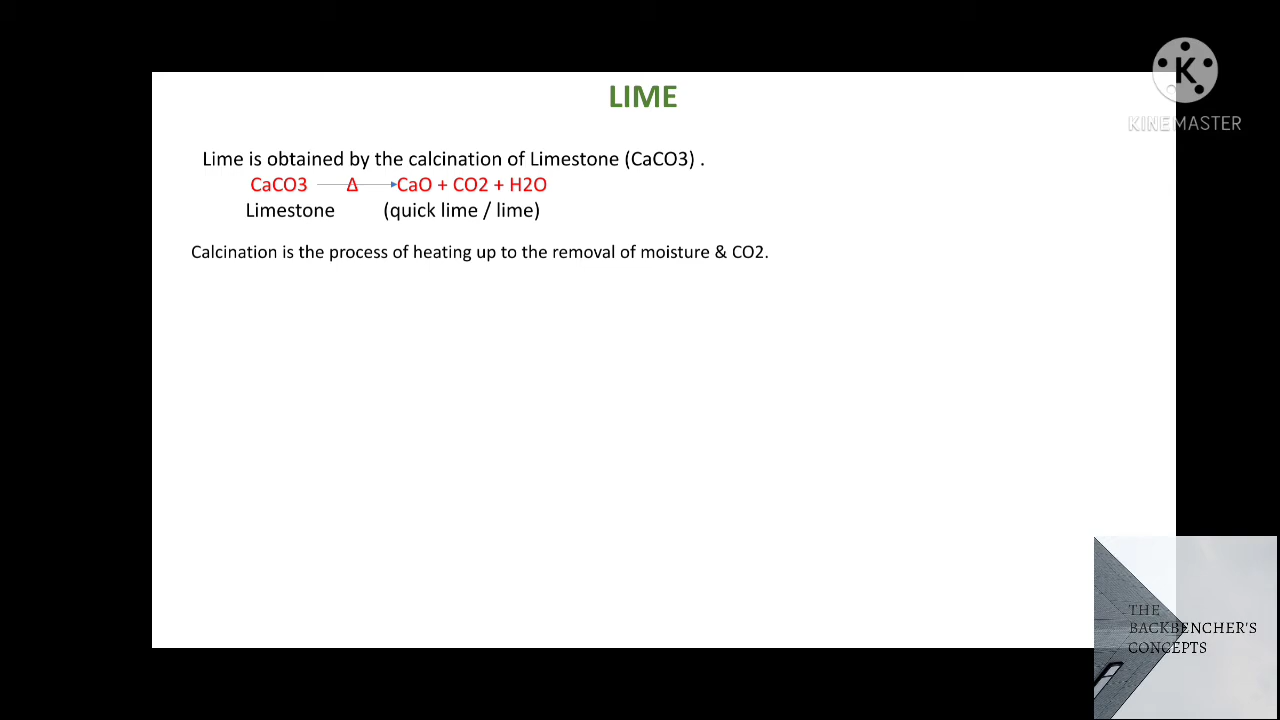 LIME
Lime is obtained by the calcination of Limestone (CaCO3) .
CaCO3 Δ CaO + CO2 + H2O
Limestone (quick lime / lime)
Calcination is the process of heating up to the removal of moisture & CO2.
K
KINEMASTER
THE
BACKBENCHER'S
CONCEPTS